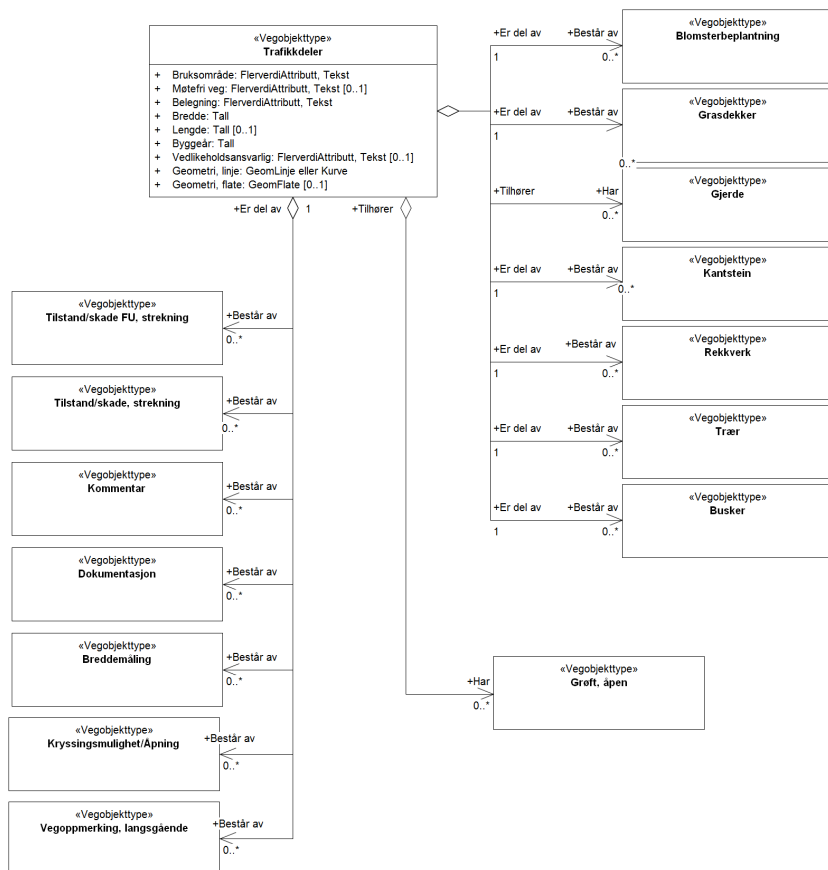 «Vegobjekttype»
Trafikkdeler
+ Bruksområde: FlerverdiAttributt, Tekst
+ Møtefri veg: FlerverdiAttributt, Tekst [0..1]
+ Belegning: FlerverdiAttributt, Tekst
+ Bredde: Tall
+ Lengde: Tall [0..1]
+ Byggeår: Tall
+ Vedlikeholdsansvarlig: FlerverdiAttributt, Tekst [0..1]
+ Geometri, linje: GeomLinje eller Kurve
+ Geometri, flate: GeomFlate [0..1]
+Er del av 1 +Tilhører
+Er del av +Består av
1 0..*
«Vegobjekttype»
Blomsterbeplantning
+Er del av +Består av
1 0..*
«Vegobjekttype»
Grasdekker
+Tilhører +Har
0..*
«Vegobjekttype»
Gjerde
+Er del av +Består av
1 0..*
«Vegobjekttype»
Kantstein
+Er del av +Består av
1 0..*
«Vegobjekttype»
Rekkverk
+Er del av +Består av
1 0..*
«Vegobjekttype»
Trær
+Er del av +Består av
1 0..*
«Vegobjekttype»
Busker
«Vegobjekttype»
Tilstand/skade FU, strekning
+Består av
0..*
«Vegobjekttype»
Tilstand/skade, strekning
+Består av
0..*
«Vegobjekttype»
Kommentar
+Består av
0..*
«Vegobjekttype»
Dokumentasjon
+Består av
0..*
«Vegobjekttype»
Breddemåling
+Består av
0..*
«Vegobjekttype»
Kryssingsmulighet/Åpning
+Består av
0..*
«Vegobjekttype»
Vegoppmerking, langsgående
+Består av
0..*
+Har
0..*
«Vegobjekttype»
Grøft, åpen